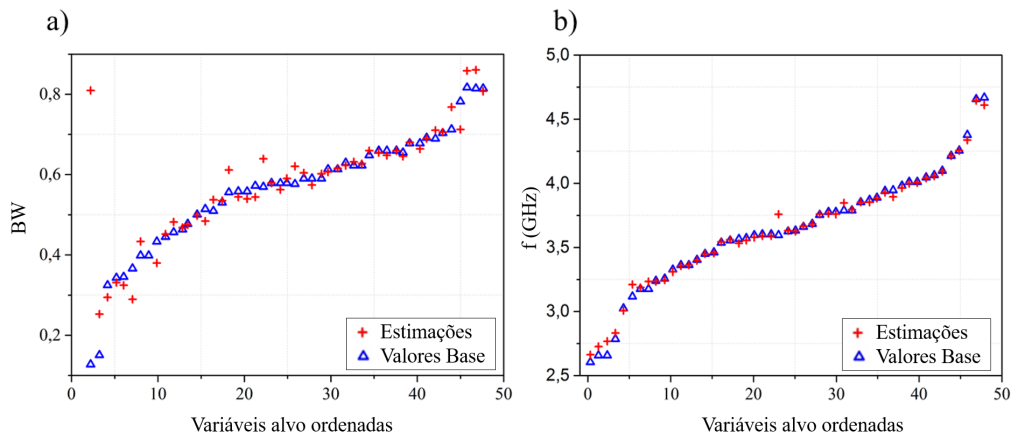 a)
BW
0,8
0,6
0,4
0,2
0
10
20
30
40
50
Variáveis alvo ordenadas
Estimações
Valores Base
b)
f (GHz)
5,0
4,5
4,0
3,5
3,0
2,5
0
10
20
30
40
50
Variáveis alvo ordenadas
Estimações
Valores Base